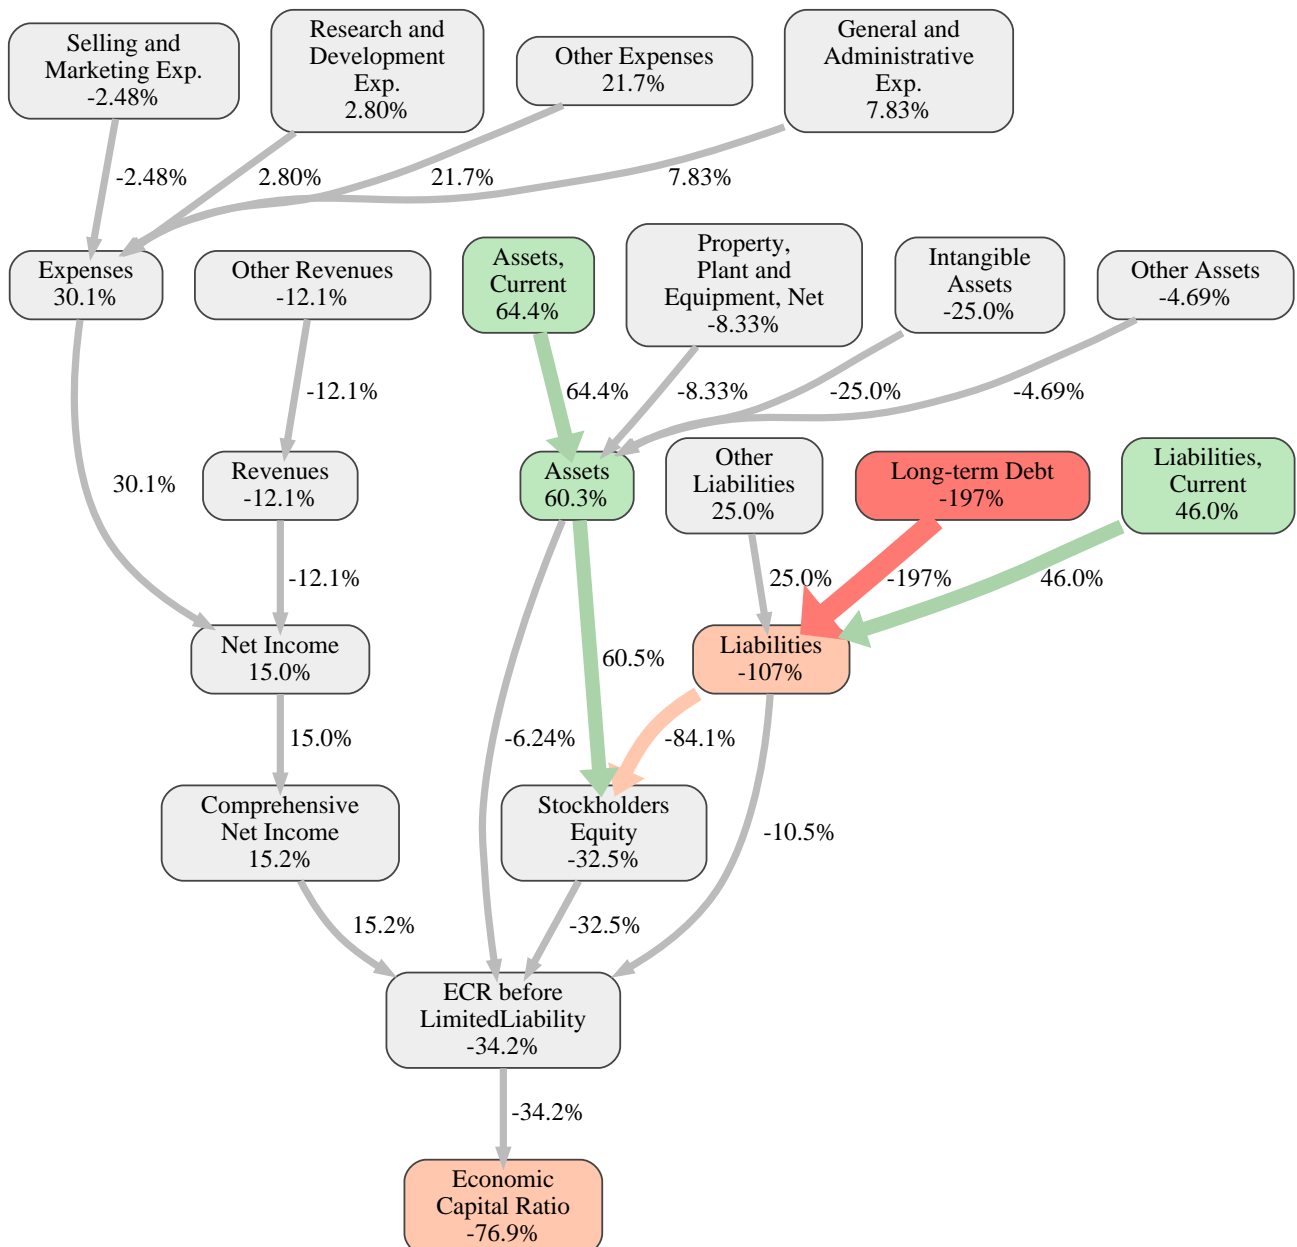 Selling and
Marketing Exp.
-2.48%
Research and
Development
Exp.
2.80%
Other Expenses
21.7%
General and
Administrative
Exp.
7.83%
-2.48%
2.80%
21.7%
7.83%
Expenses
30.1%
Other Revenues
-12.1%
Assets,
Current
64.4%
Property,
Plant and
Equipment, Net
-8.33%
Intangible
Assets
-25.0%
Other Assets
-4.69%
-12.1%
64.4%
-8.33%
-25.0%
-4.69%
30.1%
Revenues
-12.1%
Assets
60.3%
Other
Liabilities
25.0%
Long-term Debt
-197%
Liabilities,
Current
46.0%
-12.1%
25.0%
-197%
46.0%
Net Income
15.0%
60.5%
Liabilities
-107%
15.0%
-6.24%
-84.1%
Comprehensive
Net Income
15.2%
Stockholders
Equity
-32.5%
-10.5%
15.2%
-32.5%
ECR before
LimitedLiability
-34.2%
-34.2%
Economic
Capital Ratio
-76.9%